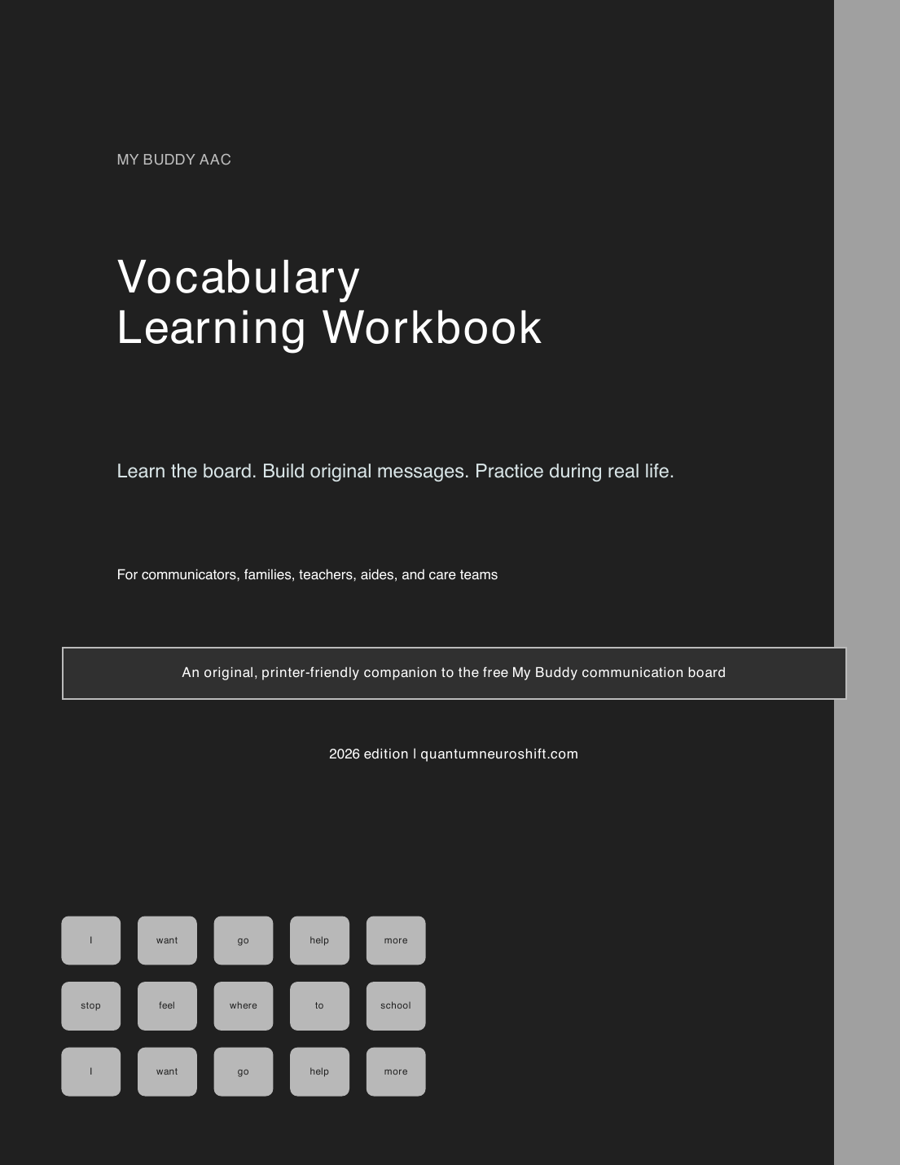 MY BUDDY AAC
Vocabulary
Learning Workbook
Learn the board. Build original messages. Practice during real life.
For communicators, families, teachers, aides, and care teams
An original, printer-friendly companion to the free My Buddy communication board
2026 edition | quantumneuroshift.com
I want go help more
stop feel where to school
I want go help more